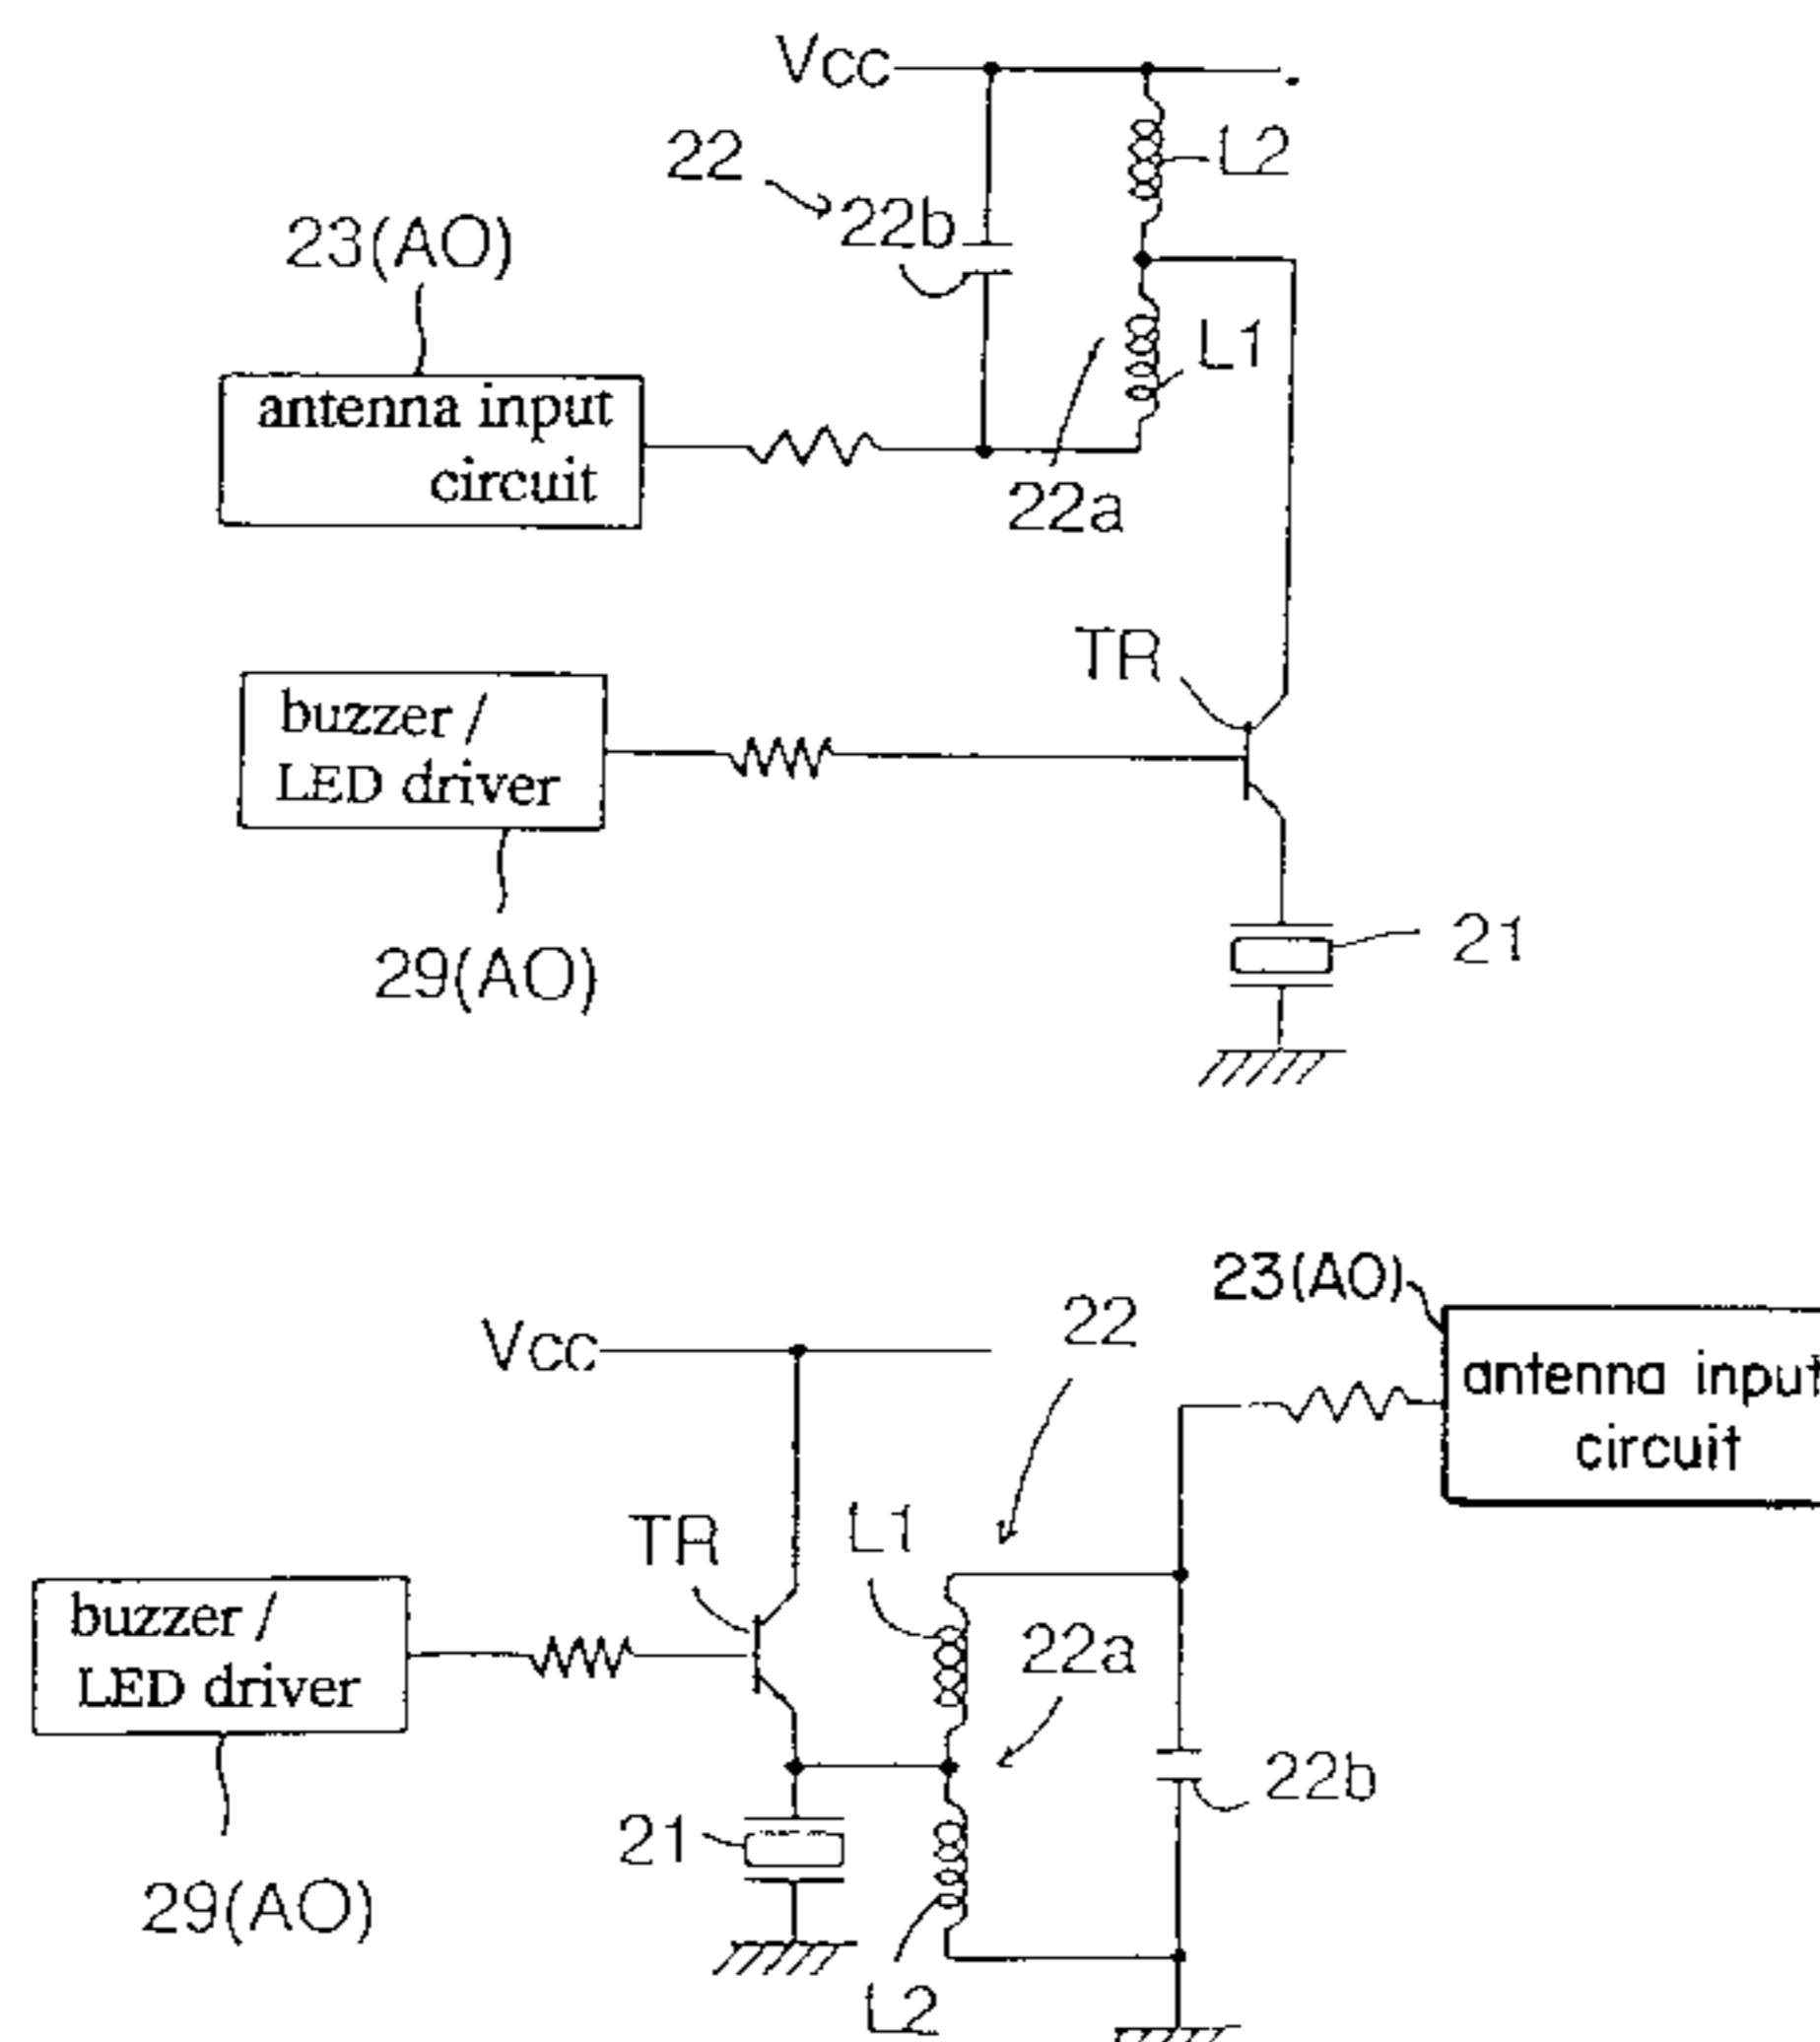 Vcc
22
L2
22b
23(AO)
L1
antenna input
circuit
22a
TR
buzzer /
LED driver
21
29(AO)
23(AO)
22
Vcc
antenna input
circuit
L1
TR
buzzer /
LED driver
22a
22b
21
29(AO)
L2